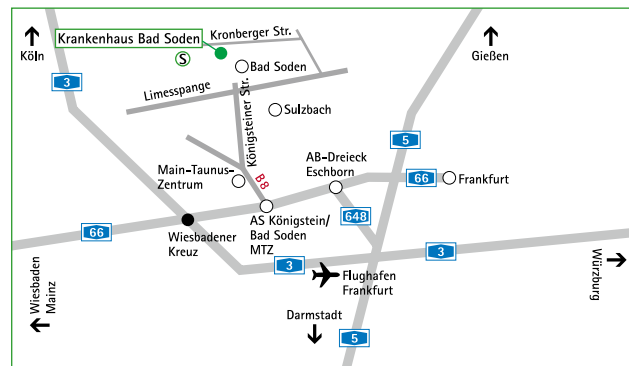 Kronberger Str.
Krankenhaus Bad Soden
Köln
Gießen
S
Bad Soden
3
Limesspange
Königsteiner Str.
Sulzbach
5
Main-Taunus-
Zentrum
B8
AB-Dreieck
Eschborn
66
Frankfurt
648
66
Wiesbadener
Kreuz
AS Königstein/
Bad Soden
MTZ
3
3
Flughafen
Frankfurt
Wiesbaden
Mainz
Würzburg
Darmstadt
5